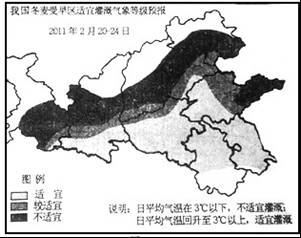 我国冬麦受旱区适宜灌溉气象等级预报
2011年2月20-24日
图例
适宜
较适宜
不适宜
说明：日平均气温在3℃以下，不适宜灌溉；
日平均气温回升至3℃以上，适宜灌溉